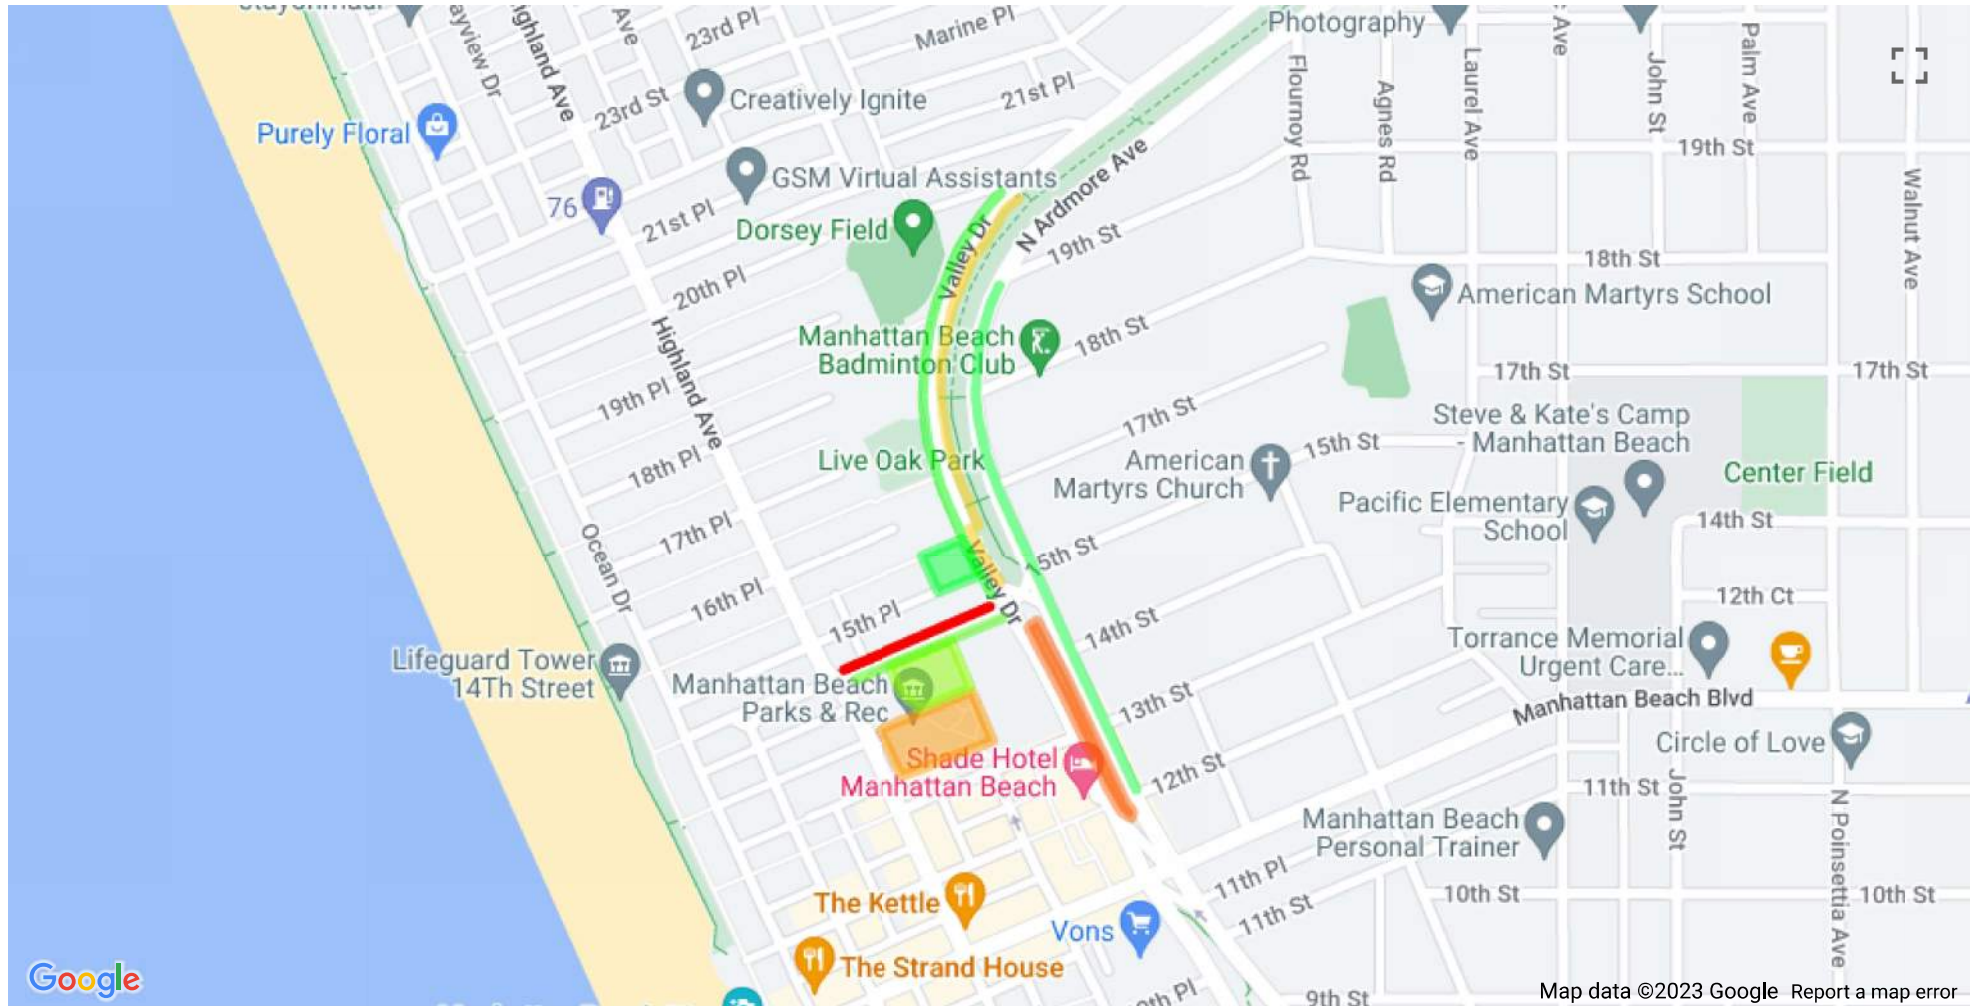 23rd Pl
Marine Pl
Photography
Highland Ave
Ave
Ave
Laurel Ave
John St
Palm Ave
Flournoy Rd
Agnes Rd
Walnut Ave
Creatively Ignite
21st Pl
23rd St
Purely Floral
19th St
GSM Virtual Assistants
76
21st Pl
Dorsey Field
Valley Dr
N Ardmore Ave
19th St
18th St
20th Pl
American Martyrs School
Highland Ave
Manhattan Beach
Badminton Club
18th St
17th St
17th St
19th Pl
17th St
Steve & Kate's Camp
- Manhattan Beach
15th St
Live Oak Park
18th Pl
American
Martyrs Church
Center Field
Pacific Elementary
School
14th St
17th Pl
Ocean Dr
Valley Dr
15th St
16th Pl
12th Ct
15th Pl
14th St
Torrance Memorial
Urgent Care...
Lifeguard Tower
14Th Street
Manhattan Beach
Parks & Rec
13th St
Manhattan Beach Blvd
Circle of Love
Shade Hotel
Manhattan Beach
12th St
11th St
John St
N Poinsettia Ave
Manhattan Beach
Personal Trainer
11th Pl
The Kettle
10th St
10th St
11th St
Vons
The Strand House
Google
9th St
Map data ©2023 Google
Report a map error